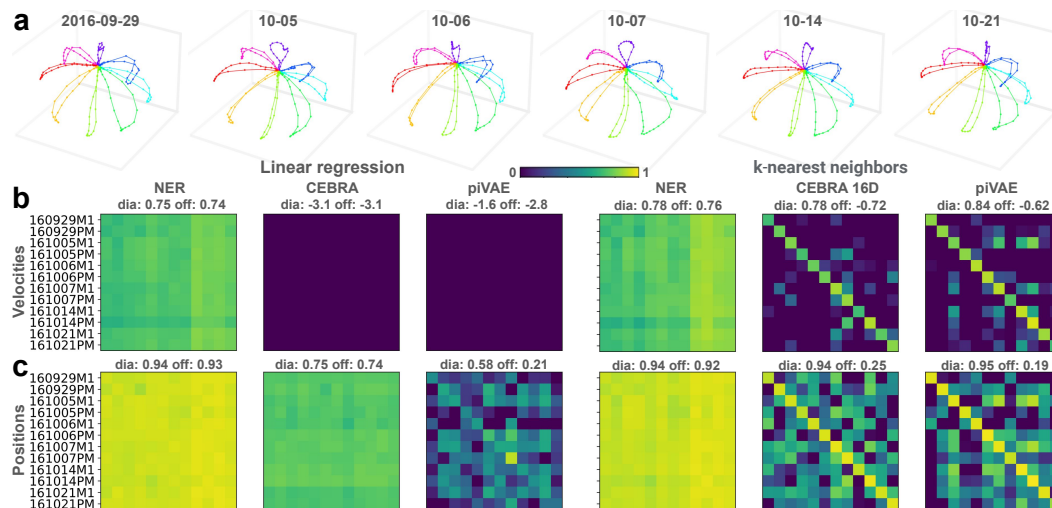 a
2016-09-29 10-05 10-06 10-07 10-14 10-21
Linear regression 0 1 k-nearest neighbors
b
NER CEBRA piVAE NER CEBRA 16D piVAE
dia: 0.75 off: 0.74 dia: -3.1 off: -3.1 dia: -1.6 off: -2.8 dia: 0.78 off: 0.76 dia: 0.78 off: -0.72 dia: 0.84 off: -0.62
Velocities
160929M1
160929PM
161005M1
161005PM
161006M1
161006PM
161007M1
161007PM
161014M1
161014PM
161021M1
161021PM
c
dia: 0.94 off: 0.93 dia: 0.75 off: 0.74 dia: 0.58 off: 0.21 dia: 0.94 off: 0.92 dia: 0.94 off: 0.25 dia: 0.95 off: 0.19
Positions
160929M1
160929PM
161005M1
161005PM
161006M1
161006PM
161007M1
161007PM
161014M1
161014PM
161021M1
161021PM